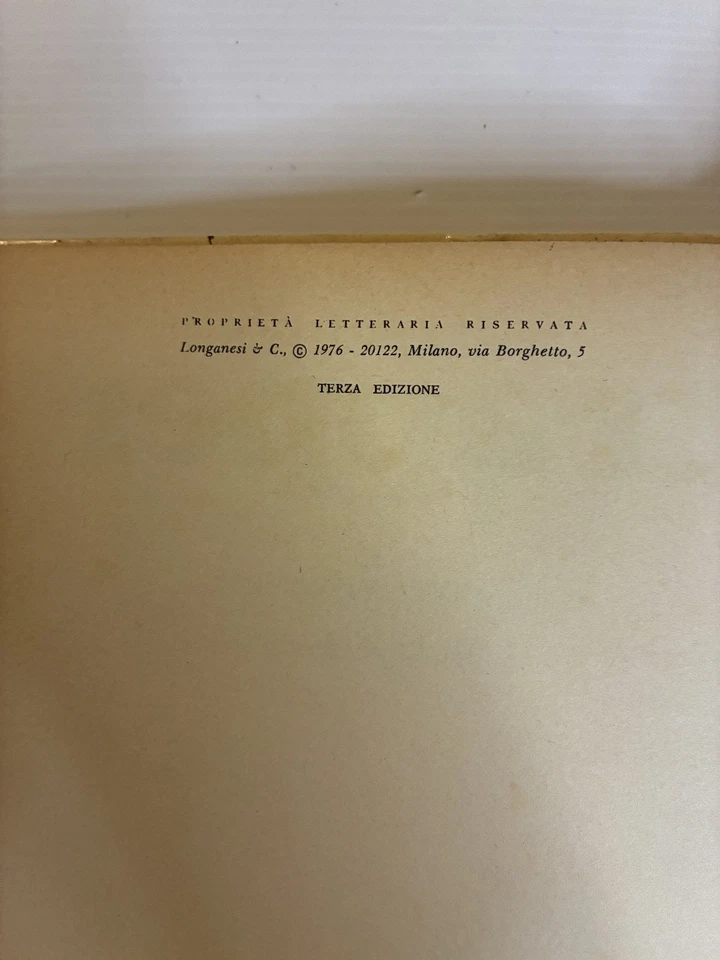 PROPRIETÀ LETTERARIA RISERVATA
Longanesi & C., © 1976 - 20122, Milano, via Borghetto, 5
TERZA EDIZIONE